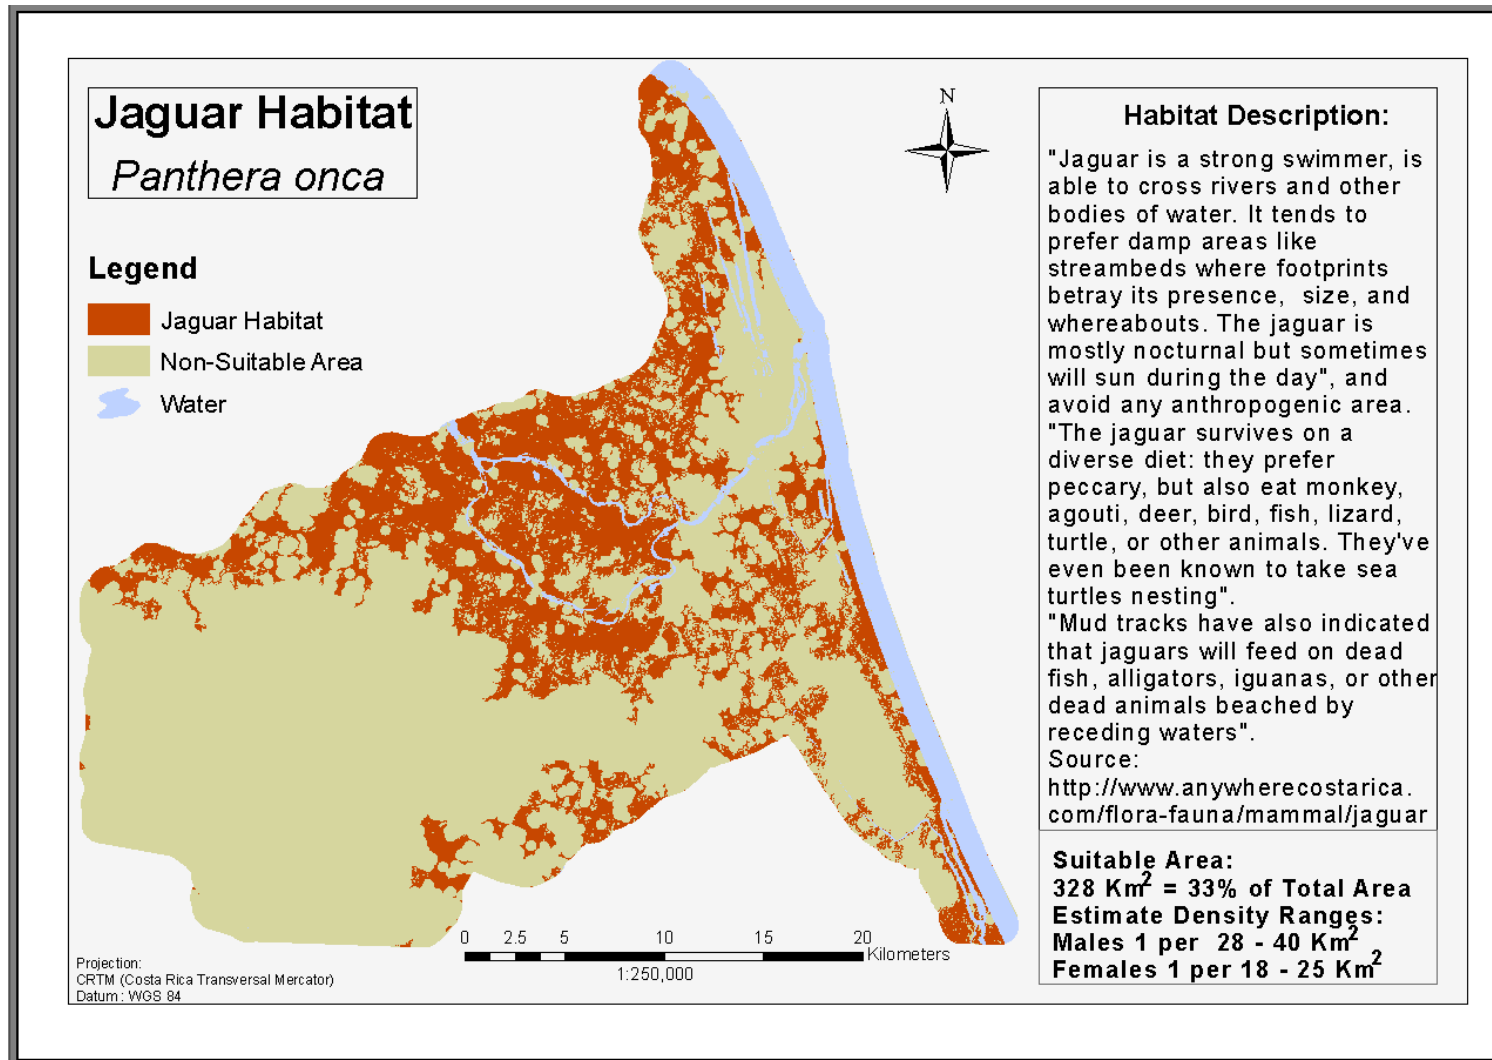 Jaguar Habitat
Panthera onca
Legend
Jaguar Habitat
Non-Suitable Area
Water
N
Habitat Description:
"Jaguar is a strong swimmer, is
able to cross rivers and other
bodies of water. It tends to
prefer damp areas like
streambeds where footprints
betray its presence, size, and
whereabouts. The jaguar is
mostly nocturnal but sometimes
will sun during the day", and
avoid any anthropogenic area.
"The jaguar survives on a
diverse diet: they prefer
peccary, but also eat monkey,
agouti, deer, bird, fish, lizard,
turtle, or other animals. They've
even been known to take sea
turtles nesting".
"Mud tracks have also indicated
that jaguars will feed on dead
fish, alligators, iguanas, or other
dead animals beached by
receding waters".
Source:
http://www.anywherecostarica.
com/flora-fauna/mammal/jaguar
Suitable Area:
328 Km² = 33% of Total Area
Estimate Density Ranges:
Males 1 per 28 - 40 Km²
Females 1 per 18 - 25 Km²
0 2.5 5 10 15 20
Kilometers
1:250,000
Projection:
CRTM (Costa Rica Transversal Mercator)
Datum : WGS 84